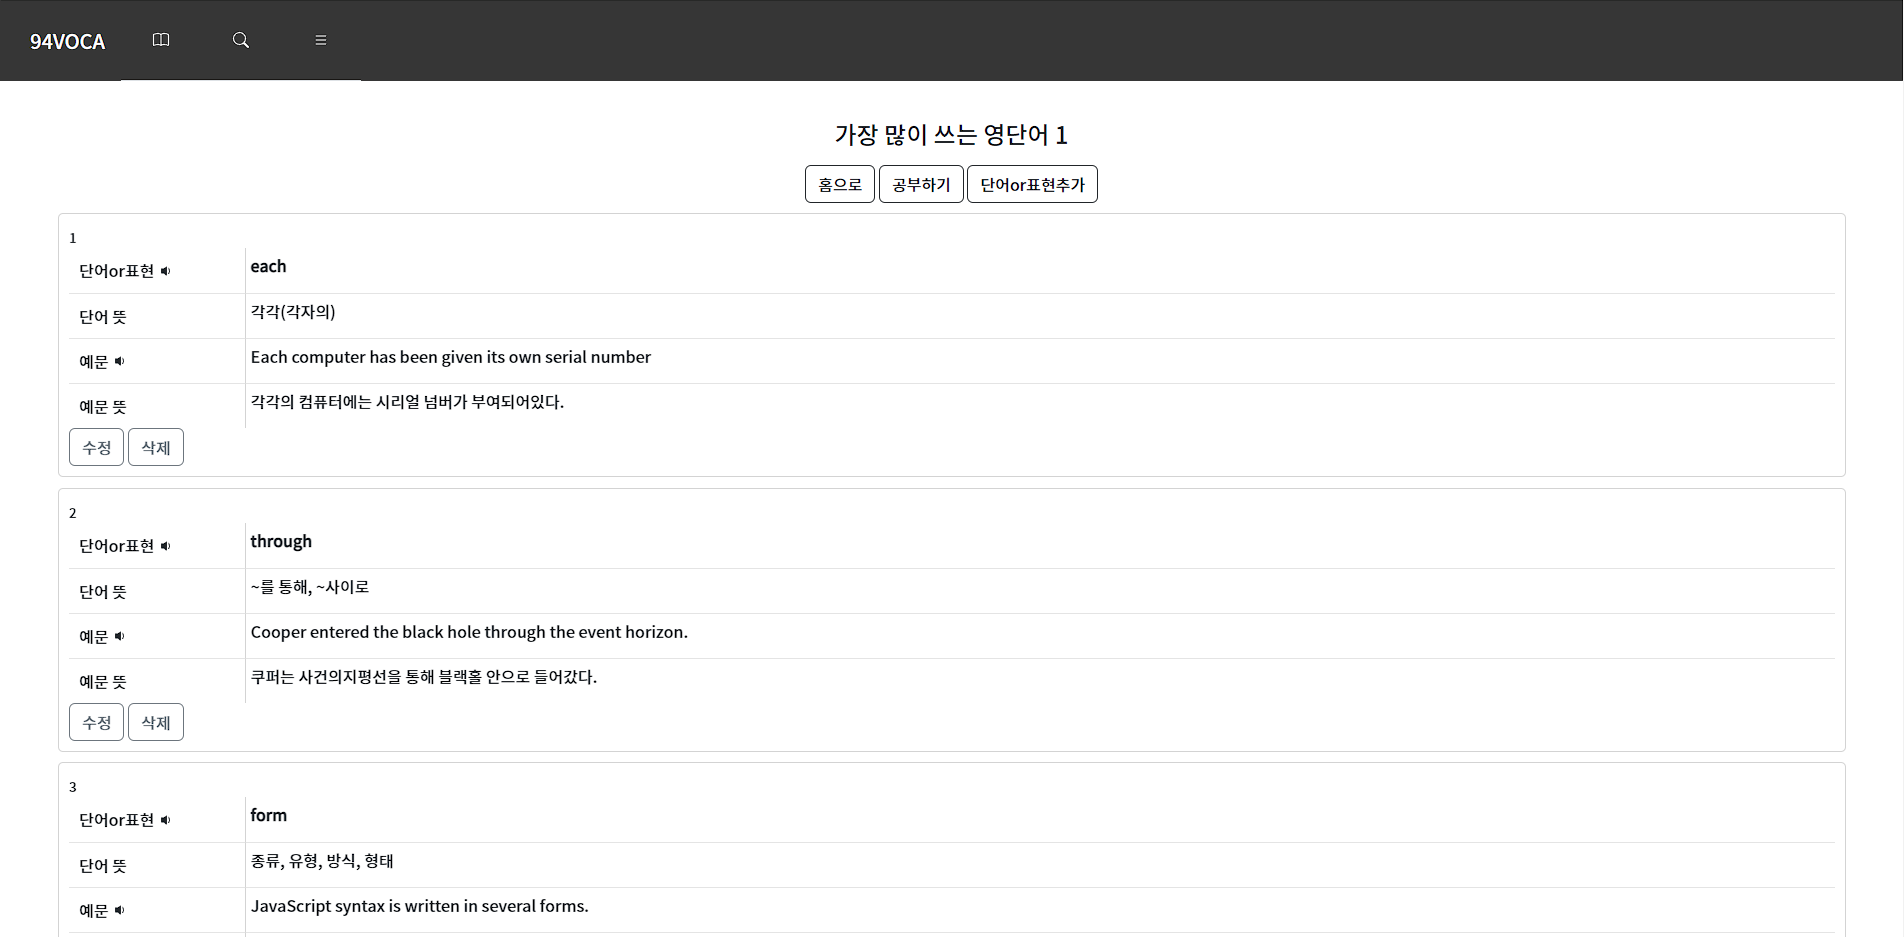 94VOCA
가장 많이 쓰는 영단어 1
홈으로 공부하기 단어or표현추가
1
단어or표현 each
단어 뜻 각각(각자의)
예문 Each computer has been given its own serial number
예문 뜻 각각의 컴퓨터에는 시리얼 넘버가 부여되어있다.
수정 삭제
2
단어or표현 through
단어 뜻 ~를 통해, ~사이로
예문 Cooper entered the black hole through the event horizon.
예문 뜻 쿠퍼는 사건의지평선을 통해 블랙홀 안으로 들어갔다.
수정 삭제
3
단어or표현 form
단어 뜻 종류, 유형, 방식, 형태
예문 JavaScript syntax is written in several forms.